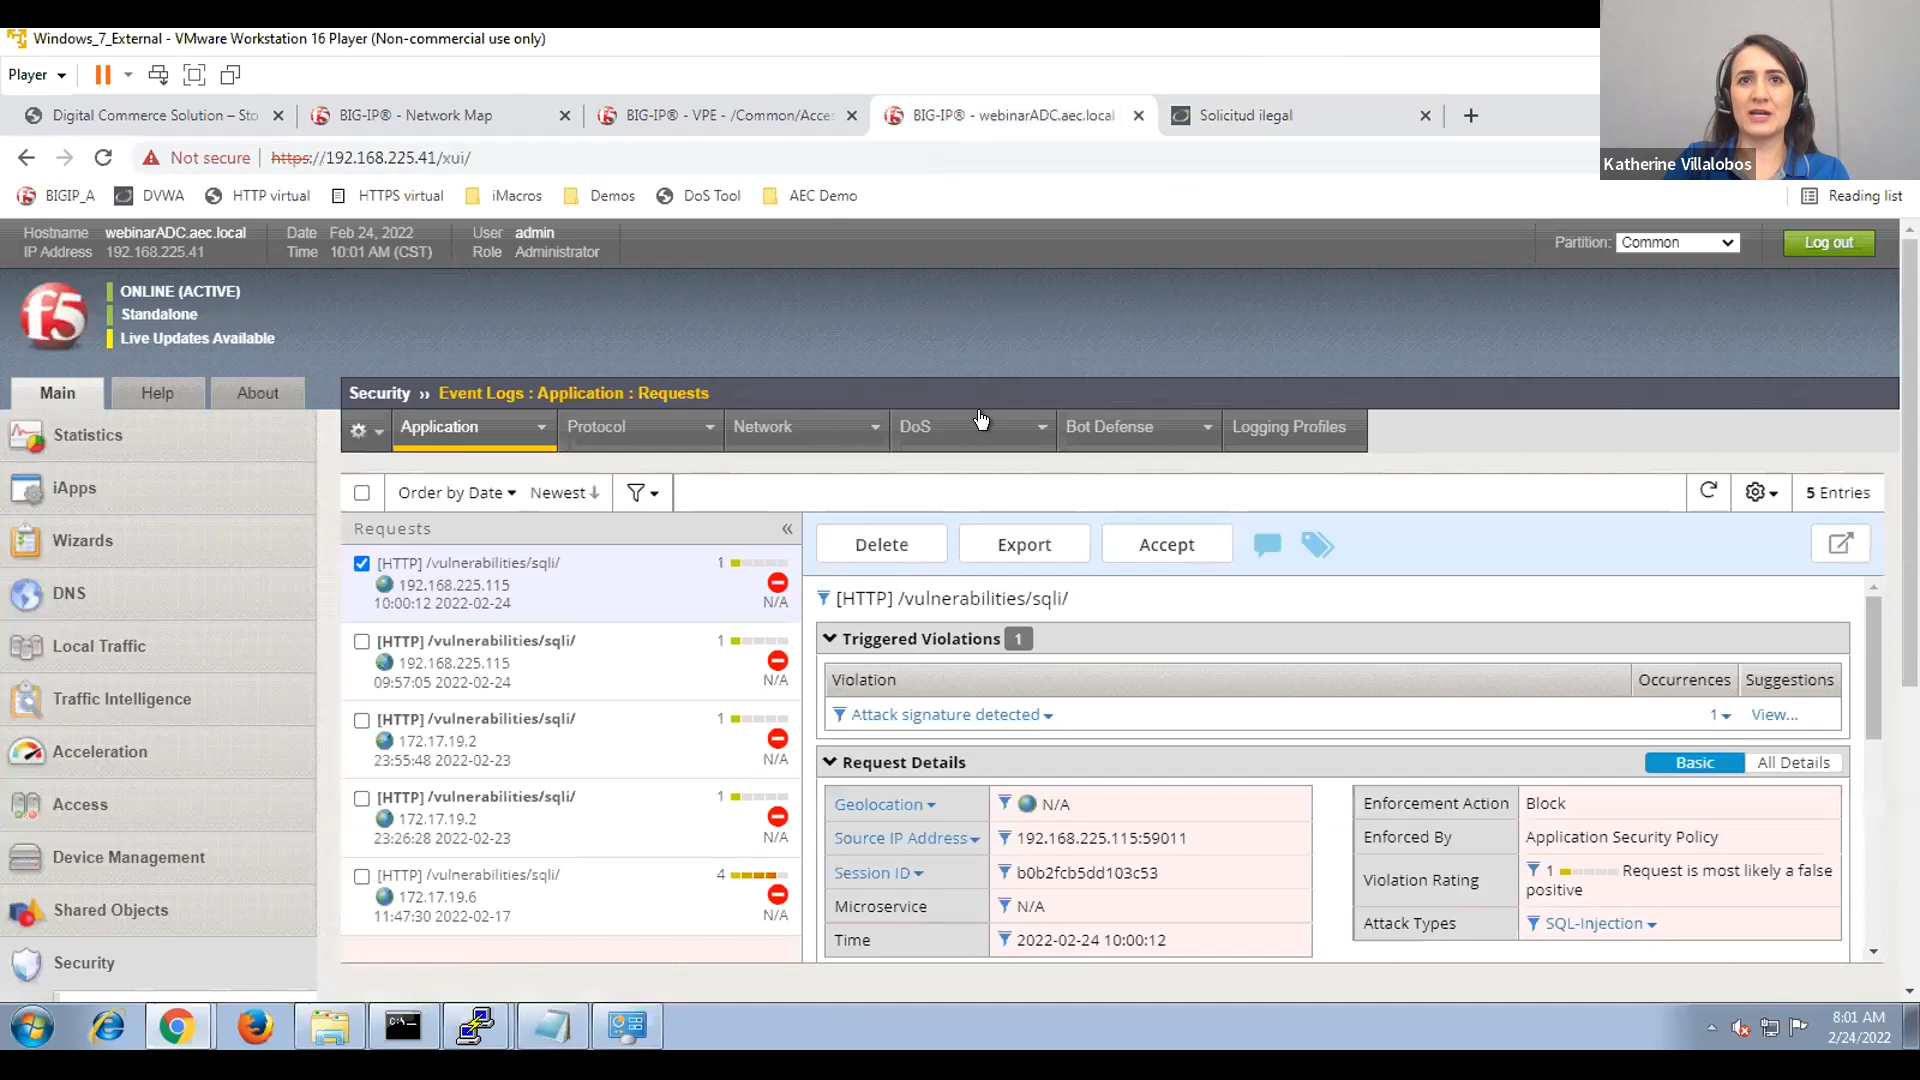 Windows_7_External - VMware Workstation 16 Player (Non-commercial use only)
Player
Katherine Villalobos
Digital Commerce Solution – Sto
BIG-IP® - Network Map
BIG-IP® - VPE - /Common/Acces
BIG-IP® - webinarADC.aec.local
Solicitud ilegal
Not secure
https://192.168.225.41/xui/
BIGIP_A
DVWA
HTTP virtual
HTTPS virtual
iMacros
Demos
DoS Tool
AEC Demo
Reading list
Hostname webinarADC.aec.local
IP Address 192.168.225.41
Date Feb 24, 2022
Time 10:01 AM (CST)
User admin
Role Administrator
Partition: Common
Log out
f5
ONLINE (ACTIVE)
Standalone
Live Updates Available
Main
Help
About
Statistics
iApps
Wizards
DNS
Local Traffic
Traffic Intelligence
Acceleration
Access
Device Management
Shared Objects
Security
Security ›› Event Logs : Application : Requests
Application
Protocol
Network
DoS
Bot Defense
Logging Profiles
Order by Date
Newest
5 Entries
Requests
[HTTP] /vulnerabilities/sqli/ 1
192.168.225.115
10:00:12 2022-02-24 N/A
[HTTP] /vulnerabilities/sqli/ 1
192.168.225.115
09:57:05 2022-02-24 N/A
[HTTP] /vulnerabilities/sqli/ 1
172.17.19.2
23:55:48 2022-02-23 N/A
[HTTP] /vulnerabilities/sqli/ 1
172.17.19.2
23:26:28 2022-02-23 N/A
[HTTP] /vulnerabilities/sqli/ 4
172.17.19.6
11:47:30 2022-02-17 N/A
Delete
Export
Accept
[HTTP] /vulnerabilities/sqli/
Triggered Violations 1
Violation
Occurrences
Suggestions
Attack signature detected
1
View...
Request Details
Basic
All Details
Geolocation N/A
Source IP Address 192.168.225.115:59011
Session ID b0b2fcb5dd103c53
Microservice N/A
Time 2022-02-24 10:00:12
Enforcement Action Block
Enforced By Application Security Policy
Violation Rating 1 Request is most likely a false
positive
Attack Types SQL-Injection
8:01 AM
2/24/2022